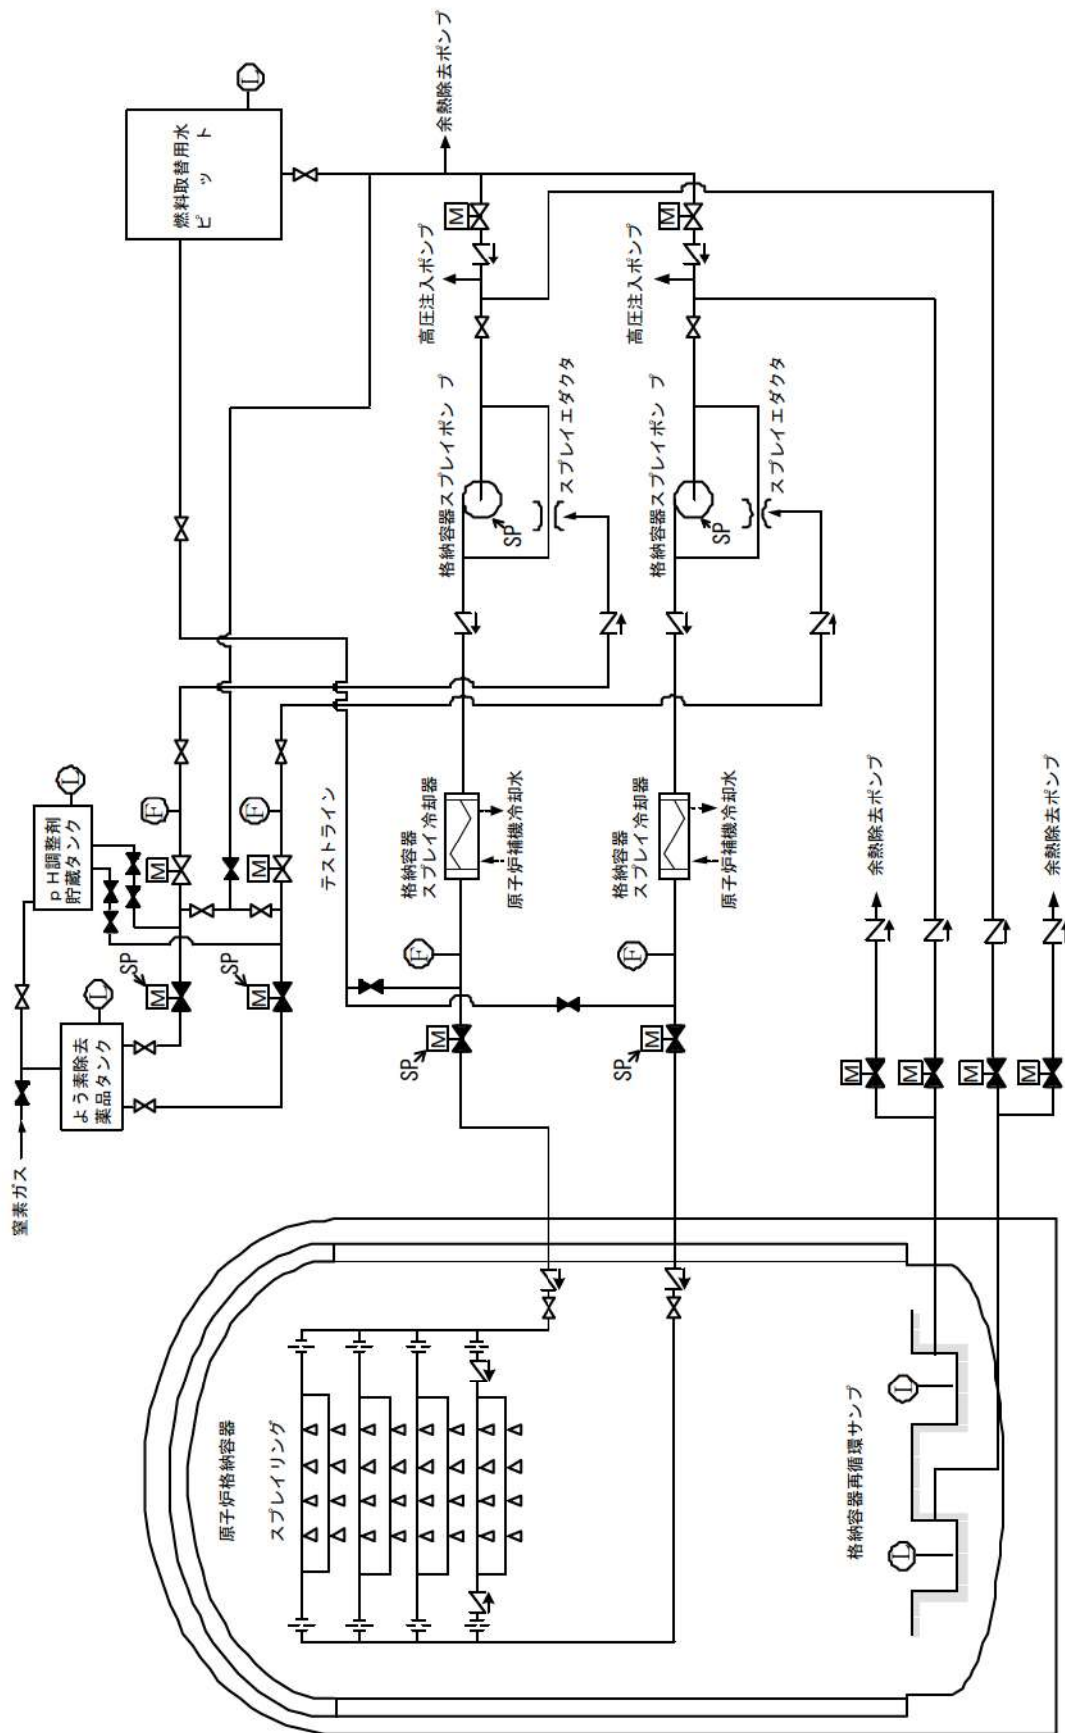 窒素ガス
よう素除去
薬品タンク
L
pH調整剤
貯蔵タンク
L
SP
M
SP
M
M
F
M
F
燃料取替用水
ピット
L
余熱除去ポンプ
テストライン
高圧注入ポンプ
M
格納容器スプレイポンプ
SP
スプレイエダクタ
格納容器
スプレイ冷却器
原子炉補機冷却水
F
SP
M
高圧注入ポンプ
M
格納容器スプレイポンプ
SP
スプレイエダクタ
格納容器
スプレイ冷却器
原子炉補機冷却水
F
SP
M
原子炉格納容器
スプレイリング
格納容器再循環サンプ
L
L
M
余熱除去ポンプ
M
M
M
余熱除去ポンプ